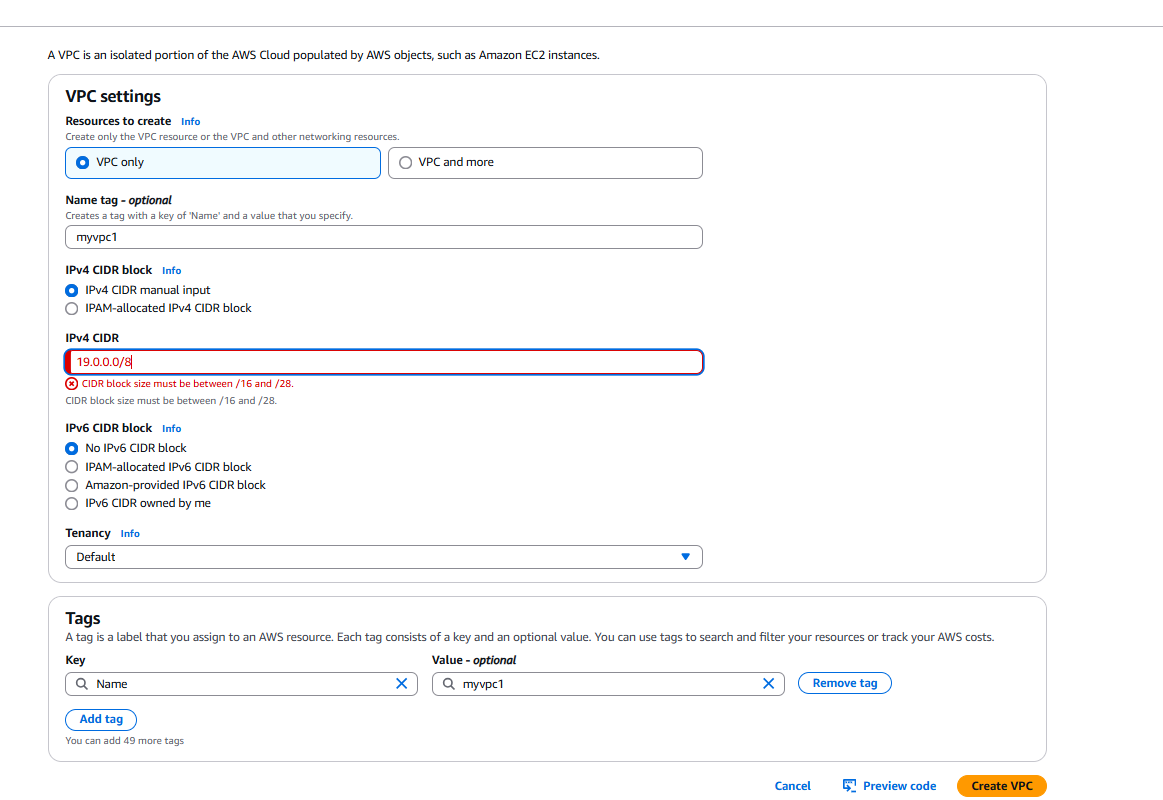 A VPC is an isolated portion of the AWS Cloud populated by AWS objects, such as Amazon EC2 instances.
VPC settings
Resources to create Info
Create only the VPC resource or the VPC and other networking resources.
VPC only VPC and more
Name tag - optional
Creates a tag with a key of 'Name' and a value that you specify.
myvpc1
IPv4 CIDR block Info
IPv4 CIDR manual input
IPAM-allocated IPv4 CIDR block
IPv4 CIDR
19.0.0.0/8
CIDR block size must be between /16 and /28.
CIDR block size must be between /16 and /28.
IPv6 CIDR block Info
No IPv6 CIDR block
IPAM-allocated IPv6 CIDR block
Amazon-provided IPv6 CIDR block
IPv6 CIDR owned by me
Tenancy Info
Default
Tags
A tag is a label that you assign to an AWS resource. Each tag consists of a key and an optional value. You can use tags to search and filter your resources or track your AWS costs.
Key Value - optional
Name myvpc1 Remove tag
Add tag
You can add 49 more tags
Cancel Preview code Create VPC